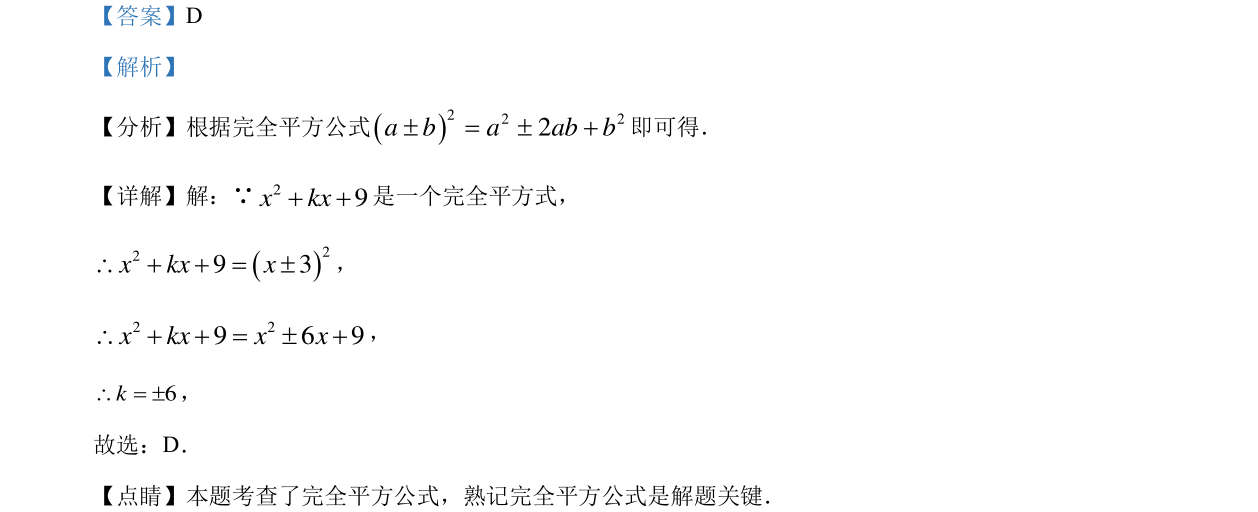 【答案】D
【解析】
【分析】根据完全平方公式(a±b)²=a²±2ab+b²即可得．
【详解】解：∵x²+kx+9是一个完全平方式，
∴x²+kx+9=(x±3)²，
∴x²+kx+9=x²±6x+9，
∴k=±6，
故选：D．
【点睛】本题考查了完全平方公式，熟记完全平方公式是解题关键．